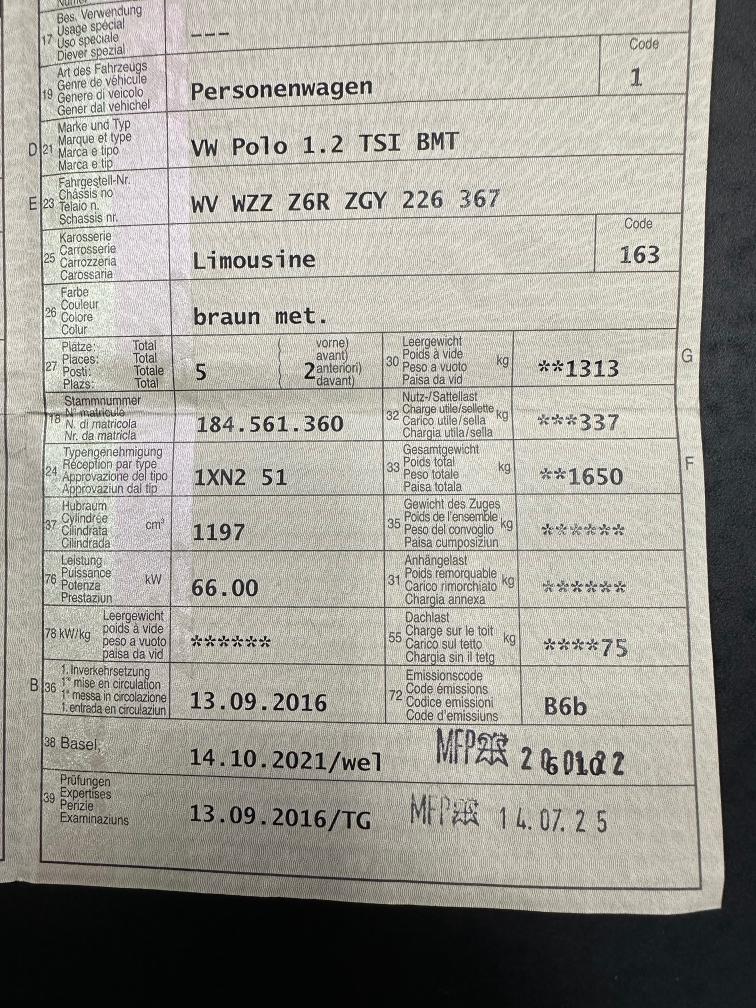 17 Bes. Verwendung
Usage spécial
Uso speciale
Diever spezial
---
19 Art des Fahrzeugs
Genre de véhicule
Genere di veicolo
Gener dal vehichel
Personenwagen
Code
1
D 21 Marke und Typ
Marque et type
Marca e tipo
Marca e tip
VW Polo 1.2 TSI BMT
E 23 Fahrgestell-Nr.
Châssis no
Telaio n.
Schassis nr.
WV WZZ Z6R ZGY 226 367
25 Karosserie
Carrosserie
Carrozzeria
Carossaria
Limousine
Code
163
26 Farbe
Couleur
Colore
Colur
braun met.
27 Plätze: Total
Places: Total
Posti: Totale
Plazs: Total
5
vorne)
avant)
2 anteriori)
davant)
30 Leergewicht
Poids à vide
Peso a vuoto
Paisa da vid
kg
**1313
G
18 Stammnummer
N° matricule
N. di matricola
Nr. da matricla
184.561.360
32 Nutz-/Sattellast
Charge utile/sellette
Carico utile/sella
Chargia utila/sella
kg
***337
24 Typengenehmigung
Réception par type
Approvazione del tipo
Approvaziun dal tip
1XN2 51
33 Gesamtgewicht
Poids total
Peso totale
Paisa totala
kg
**1650
F
37 Hubraum
Cylindrée
Cilindrata
Cilindrada
cm³
1197
35 Gewicht des Zuges
Poids de l'ensemble
Peso del convoglio
Paisa cumposiziun
kg
******
76 Leistung
Puissance
Potenza
Prestaziun
kW
66.00
31 Anhängelast
Poids remorquable
Carico rimorchiato
Chargia annexa
kg
******
78 kW/kg
Leergewicht
poids à vide
peso a vuoto
paisa da vid
******
55 Dachlast
Charge sur le toit
Carico sul tetto
Chargia sin il tetg
kg
****75
B 36 1. Inverkehrsetzung
1re mise en circulation
1a messa in circolazione
1. entrada en circulaziun
13.09.2016
72 Emissionscode
Code émissions
Codice emissioni
Code d'emissiuns
B6b
38 Basel,
14.10.2021/wel
MFP
39 Prüfungen
Expertises
Perizie
Examinaziuns
13.09.2016/TG
MFP 14.07.25